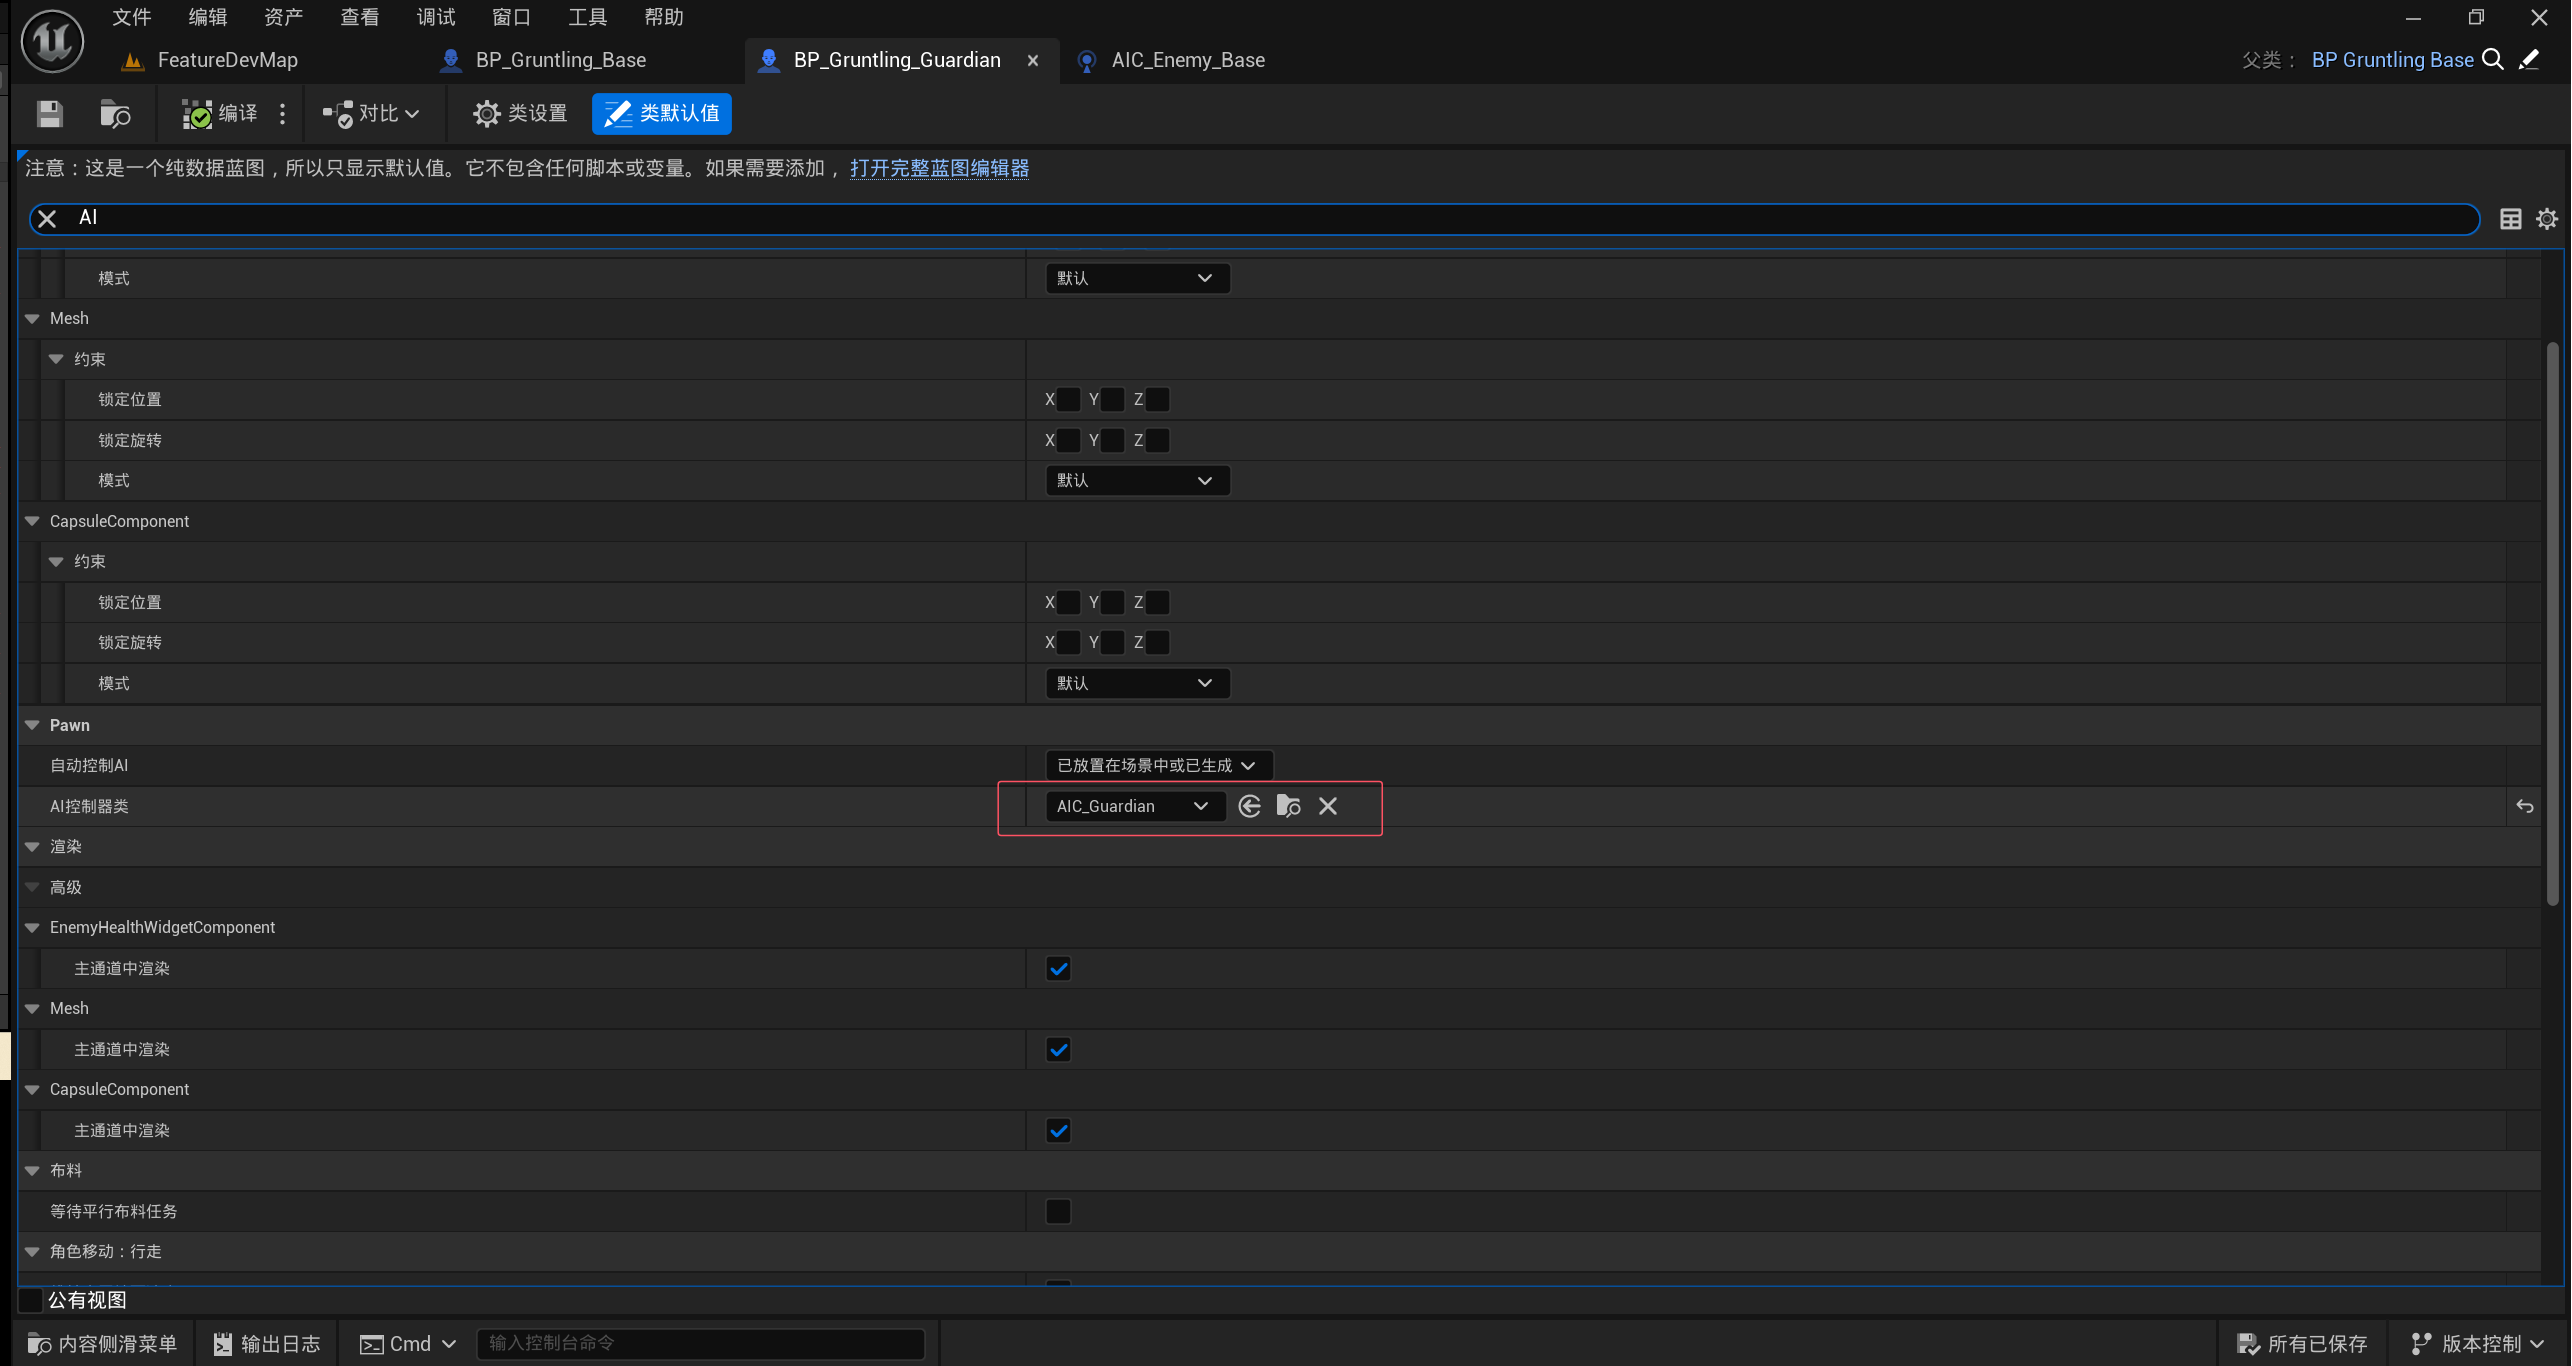 文件 编辑 资产 查看 调试 窗口 工具 帮助
FeatureDevMap BP_Gruntling_Base BP_Gruntling_Guardian AIC_Enemy_Base 父类： BP Gruntling Base
编译 对比 类设置 类默认值
注意：这是一个纯数据蓝图，所以只显示默认值。它不包含任何脚本或变量。如果需要添加，打开完整蓝图编辑器
AI
模式 默认
Mesh
约束
锁定位置 X Y Z
锁定旋转 X Y Z
模式 默认
CapsuleComponent
约束
锁定位置 X Y Z
锁定旋转 X Y Z
模式 默认
Pawn
自动控制AI 已放置在场景中或已生成
AI控制器类 AIC_Guardian
渲染
高级
EnemyHealthWidgetComponent
主通道中渲染
Mesh
主通道中渲染
CapsuleComponent
主通道中渲染
布料
等待平行布料任务
角色移动：行走
公有视图
内容侧滑菜单 输出日志 Cmd 输入控制台命令 所有已保存 版本控制